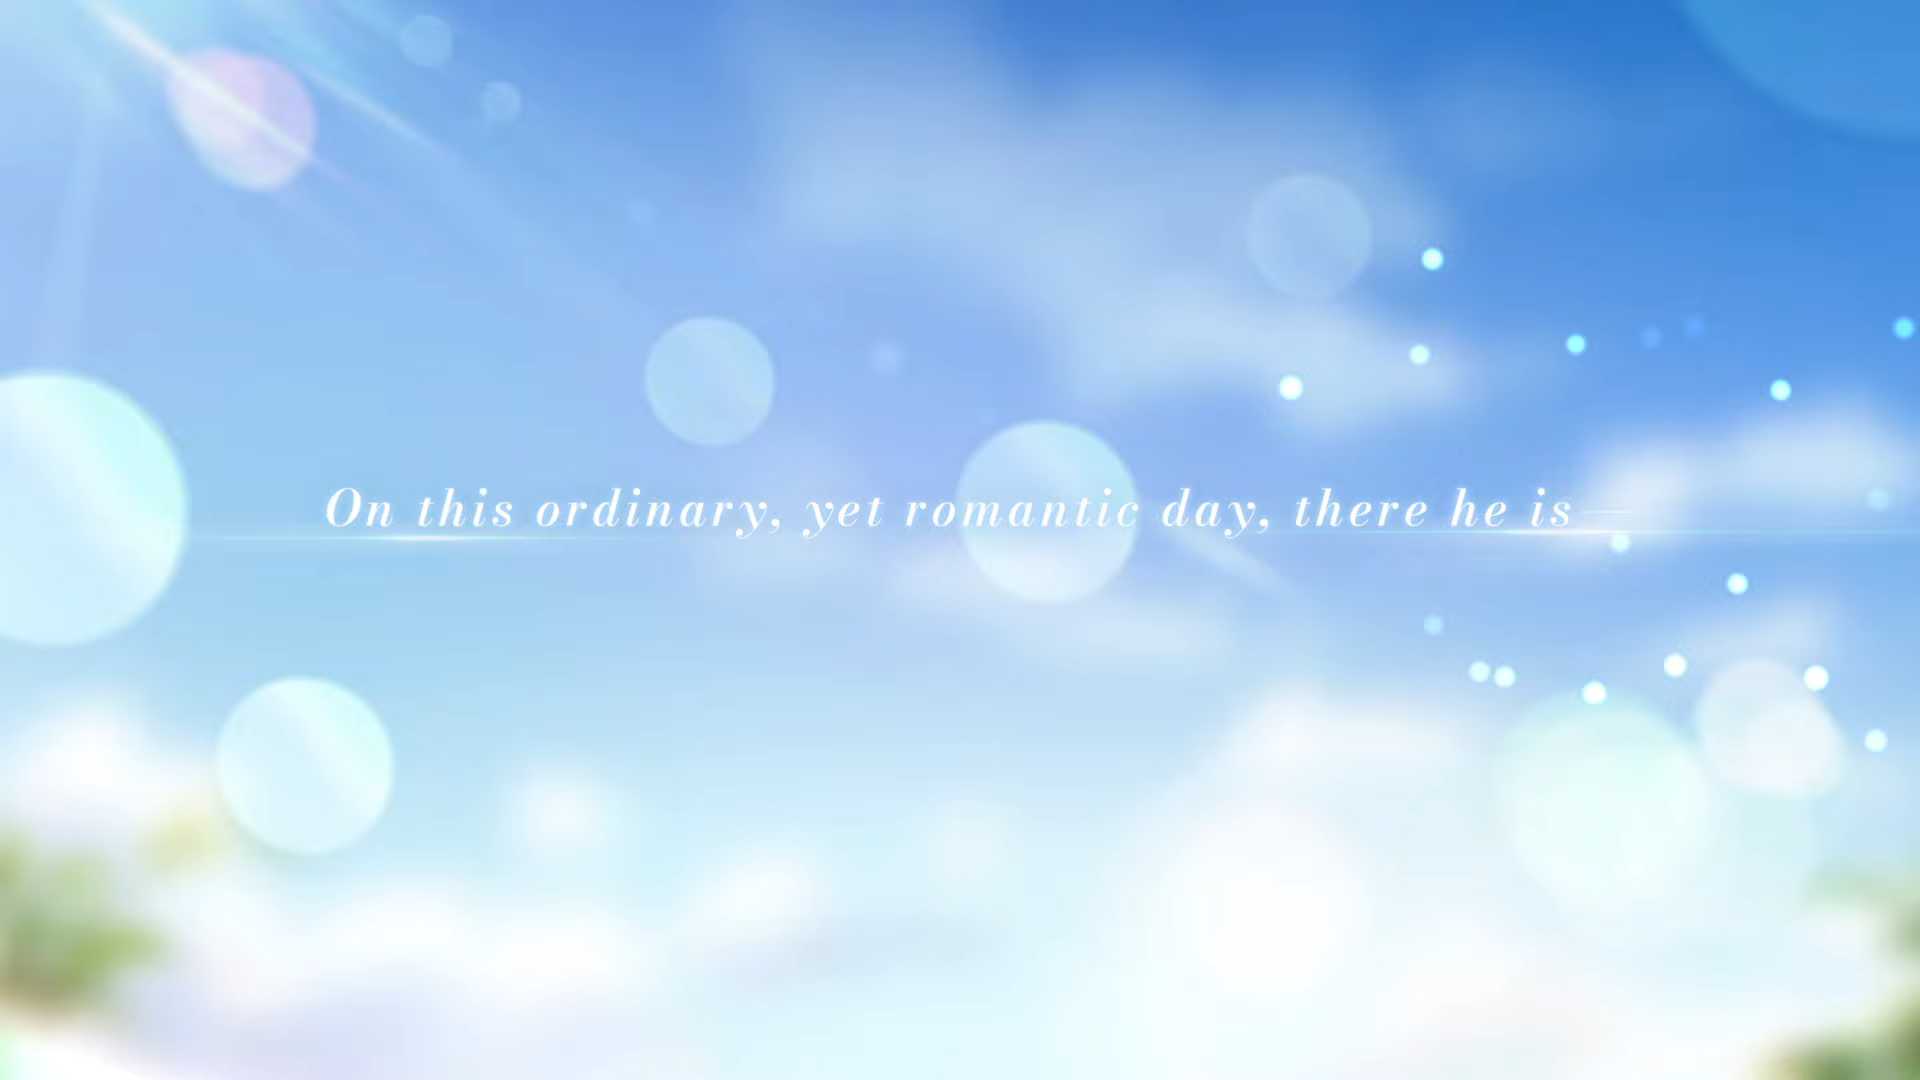 On this ordinary, yet romantic day, there he is